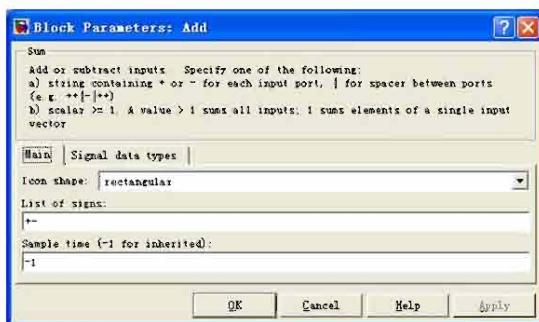 Block Parameters: Add
Sum
Add or subtract inputs. Specify one of the following:
a) string containing + or - for each input port, | for spacer between ports
(e.g. ++|-|++)
b) scalar >= 1. A value > 1 sums all inputs; 1 sums elements of a single input
vector
Main Signal data types
Icon shape: rectangular
List of signs:
+-
Sample time (-1 for inherited):
-1
OK Cancel Help Apply